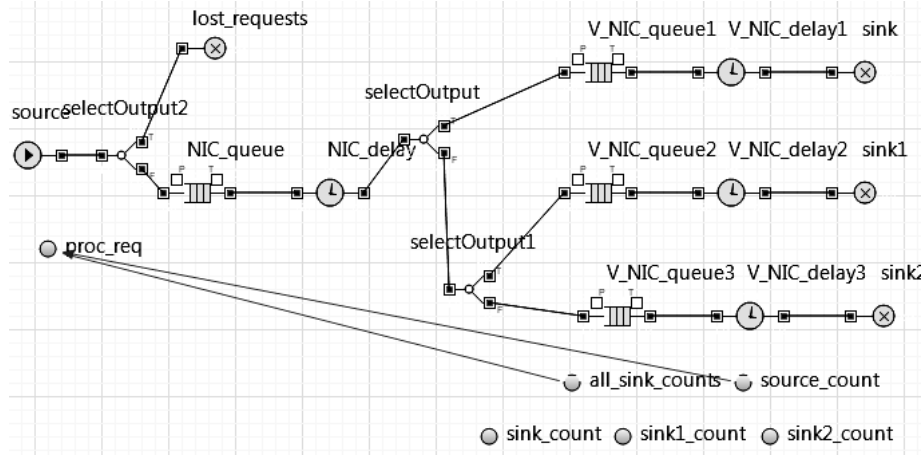 lost_requests
V_NIC_queue1 V_NIC_delay1 sink
source
selectOutput2
selectOutput
NIC_queue NIC_delay
V_NIC_queue2 V_NIC_delay2 sink1
selectOutput1
proc_req
V_NIC_queue3 V_NIC_delay3 sink2
all_sink_counts source_count
sink_count sink1_count sink2_count
P T
P T
P T
P T
T
F
T
F
T
F